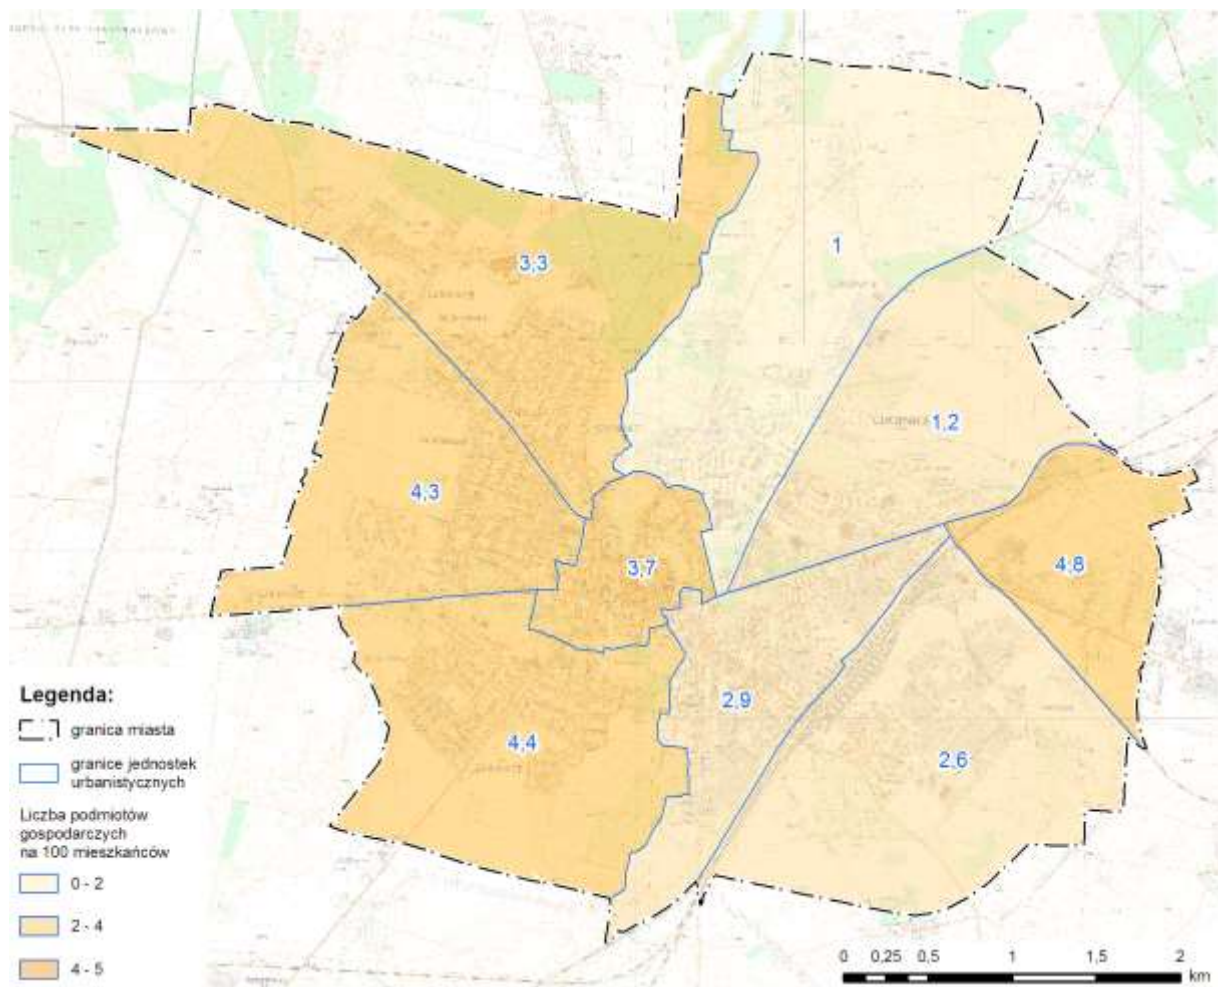 1
3,3
1,2
4,3
3,7
4,8
2,9
4,4
2,6
Legenda:
granica miasta
granice jednostek
urbanistycznych
Liczba podmiotów
gospodarczych
na 100 mieszkańców
0 - 2
2 - 4
4 - 5
0 0,25 0,5 1 1,5 2
km